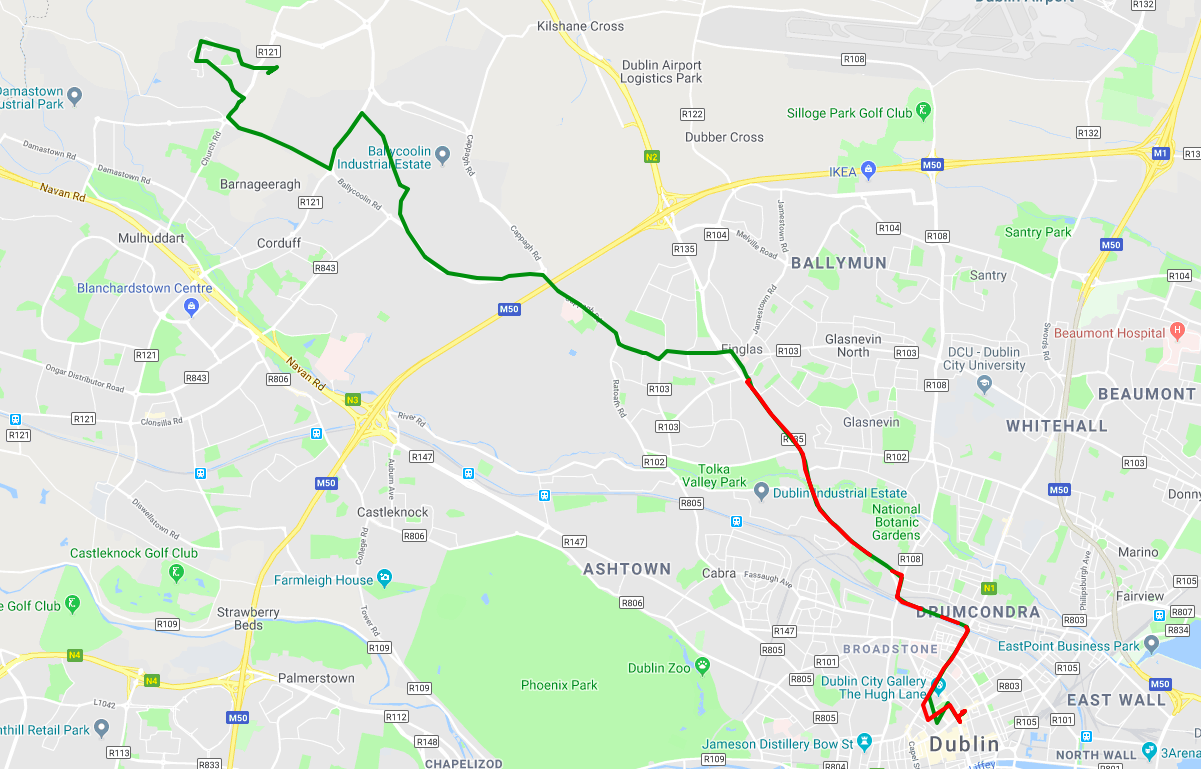 Dublin Airport
R132
Kilshane Cross
R121
R108
Dublin Airport
Logistics Park
Damastown
ustrial Park
R122
Silloge Park Golf Club
R132
Dubber Cross
Church Rd
Cappagh Rd
N2
M1
R13
Damastown Rd
Ballycoolin
Industrial Estate
M50
IKEA
Damastown Rd
Navan Rd
Barnageeragh
Ballycoolin Rd
R121
Jamestown Rd
Mulhuddart
Corduff
Cappagh Rd
R104
R104
R108
Santry Park
M50
Melville Road
R135
R843
BALLYMUN
Santry
R104
Blanchardstown Centre
M50
Jamestown Rd
Swords Rd
Beaumont Hospital
Finglas
R103
Glasnevin
North
R103
DCU - Dublin
City University
R121
Ongar Distributor Road
R843
R806
Navan Rd
Ratoath Rd
R103
R108
BEAUMONT
N3
R121
Clonsilla Rd
River Rd
R121
R103
R135
Glasnevin
WHITEHALL
R147
R102
R102
R103
Auburn Ave
Tolka
Valley Park
M50
Dublin Industrial Estate
M50
Donny
Diswellstown Rd
Castleknock
R805
National
Botanic
Gardens
R806
College Rd
R147
Castleknock Golf Club
R108
Marino
Farmleigh House
ASHTOWN
Cabra
Fassaugh Ave
N1
Philipsburgh Ave
R105
Fairview
e Golf Club
Strawberry
Beds
R806
DRUMCONDRA
R807
R109
Tower Rd
R147
R803
R834
R109
R805
BROADSTONE
EastPoint Business Park
N4
R101
Dublin Zoo
R105
N4
Palmerstown
R109
Phoenix Park
R805
Dublin City Gallery
The Hugh Lane
R803
M50
EAST WALL
L1042
R112
M50
R805
R105
R101
nthill Retail Park
R148
Jameson Distillery Bow St
Dublin
R113
R109
NORTH WALL
3Arena
R833
CHAPELIZOD
R804
Liffey
R801